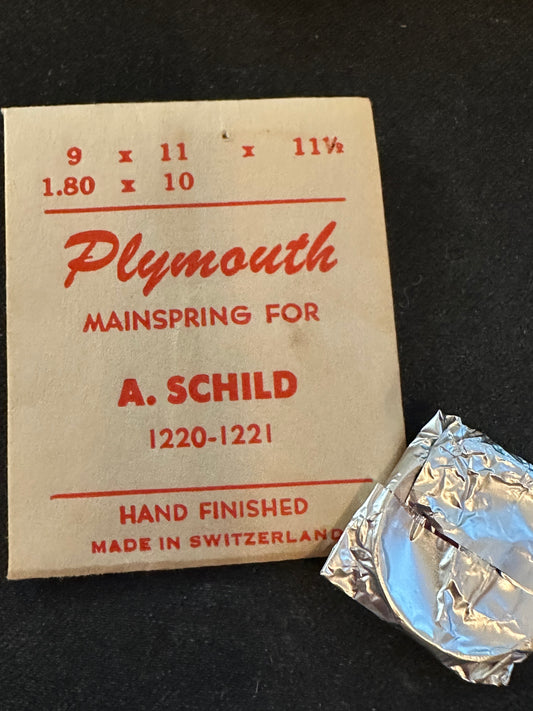 9 x 11 x 11½
1.80 x 10
Plymouth
MAINSPRING FOR
A. SCHILD
1220-1221
HAND FINISHED
MADE IN SWITZERLAND